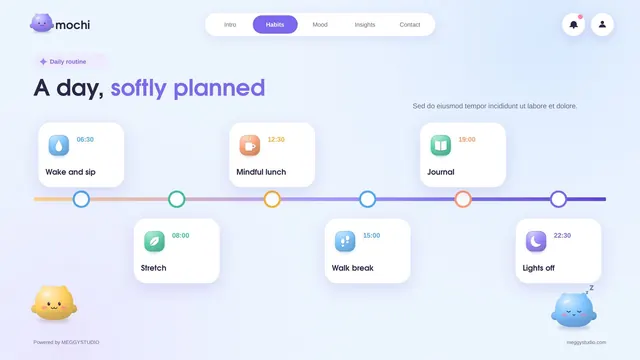 mochi
Intro
Habits
Mood
Insights
Contact
Daily routine
A day, softly planned
Sed do eiusmod tempor incididunt ut labore et dolore.
06:30
Wake and sip
12:30
Mindful lunch
19:00
Journal
08:00
Stretch
15:00
Walk break
22:30
Lights off
z
Z
Powered by MEGGYSTUDIO
meggystudio.com